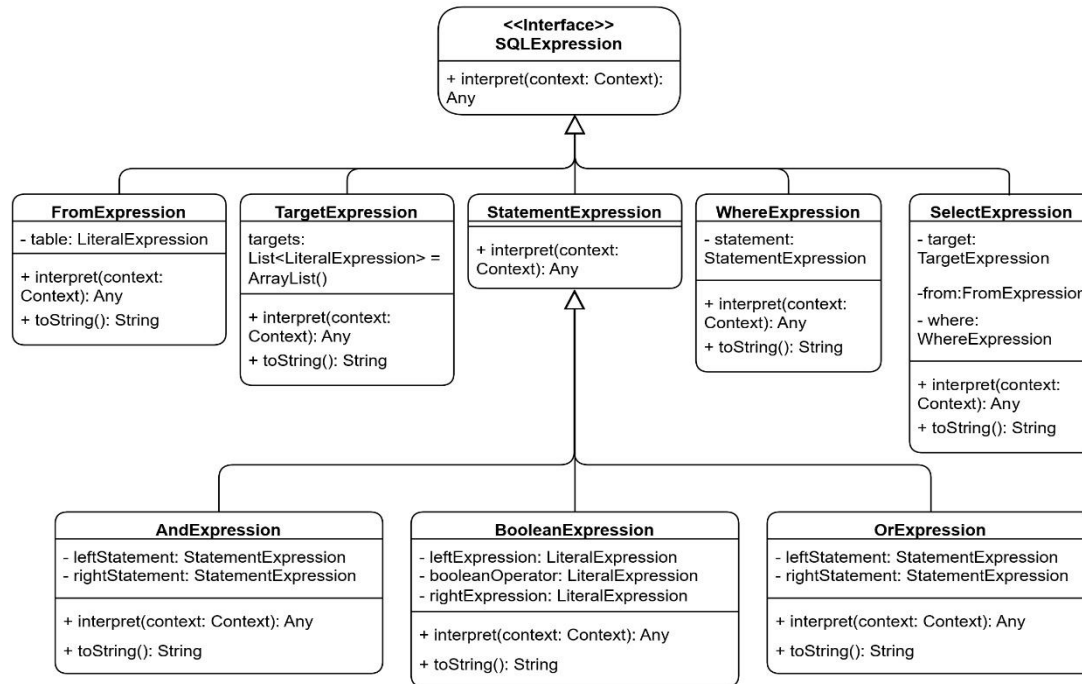 <<Interface>>
SQLExpression
+ interpret(context: Context):
Any
FromExpression
- table: LiteralExpression
+ interpret(context:
Context): Any
+ toString(): String
TargetExpression
targets:
List<LiteralExpression> =
ArrayList()
+ interpret(context:
Context): Any
+ toString(): String
StatementExpression
+ interpret(context:
Context): Any
WhereExpression
- statement:
StatementExpression
+ interpret(context:
Context): Any
+ toString(): String
SelectExpression
- target:
TargetExpression
-from:FromExpression
- where:
WhereExpression
+ interpret(context:
Context): Any
+ toString(): String
AndExpression
- leftStatement: StatementExpression
- rightStatement: StatementExpression
+ interpret(context: Context): Any
+ toString(): String
BooleanExpression
- leftExpression: LiteralExpression
- booleanOperator: LiteralExpression
- rightExpression: LiteralExpression
+ interpret(context: Context): Any
+ toString(): String
OrExpression
- leftStatement: StatementExpression
- rightStatement: StatementExpression
+ interpret(context: Context): Any
+ toString(): String